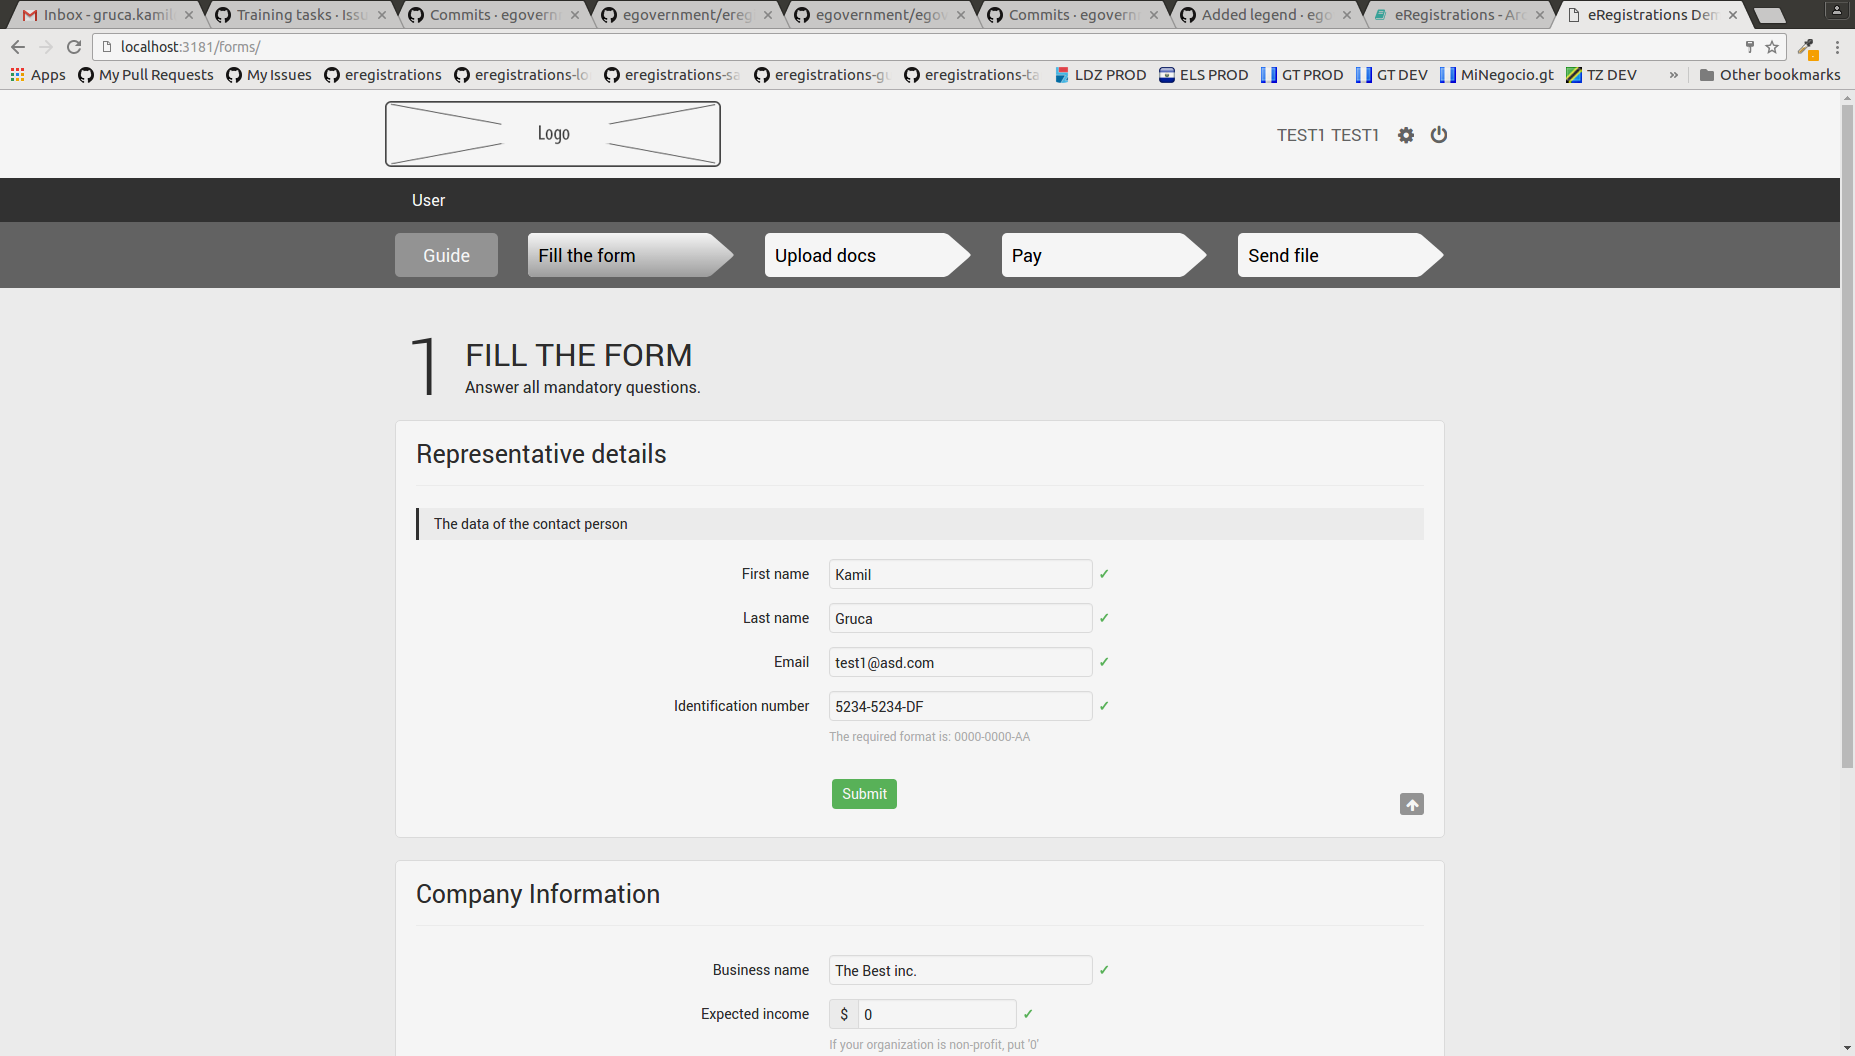 Inbox - gruca.kamil
Training tasks · Issu
Commits · egovern
egovernment/ereg
egovernment/egov
Commits · egovern
Added legend · ego
eRegistrations - Arc
eRegistrations Dem
localhost:3181/forms/
Apps My Pull Requests My Issues eregistrations eregistrations-lo eregistrations-sa eregistrations-gu eregistrations-ta LDZ PROD ELS PROD GT PROD GT DEV MiNegocio.gt TZ DEV » Other bookmarks
Logo
TEST1 TEST1
User
Guide
Fill the form
Upload docs
Pay
Send file
1
FILL THE FORM
Answer all mandatory questions.
Representative details
The data of the contact person
First name Kamil ✓
Last name Gruca ✓
Email test1@asd.com ✓
Identification number 5234-5234-DF ✓
The required format is: 0000-0000-AA
Submit
Company Information
Business name The Best inc. ✓
Expected income $ 0 ✓
If your organization is non-profit, put '0'